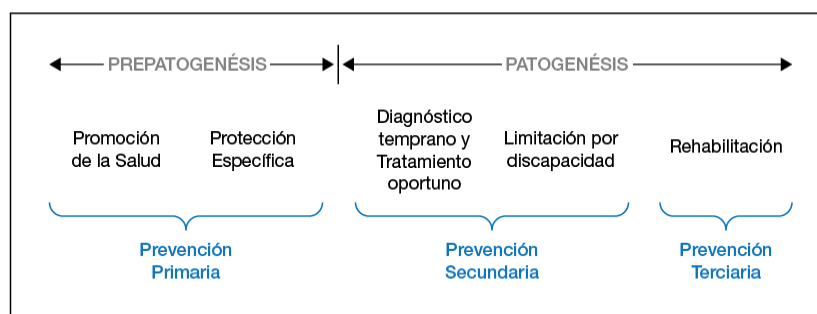 PREPATOGENÉSIS
PATOGENÉSIS
Promoción
de la Salud
Protección
Específica
Diagnóstico
temprano y
Tratamiento
oportuno
Limitación por
discapacidad
Rehabilitación
Prevención
Primaria
Prevención
Secundaria
Prevención
Terciaria